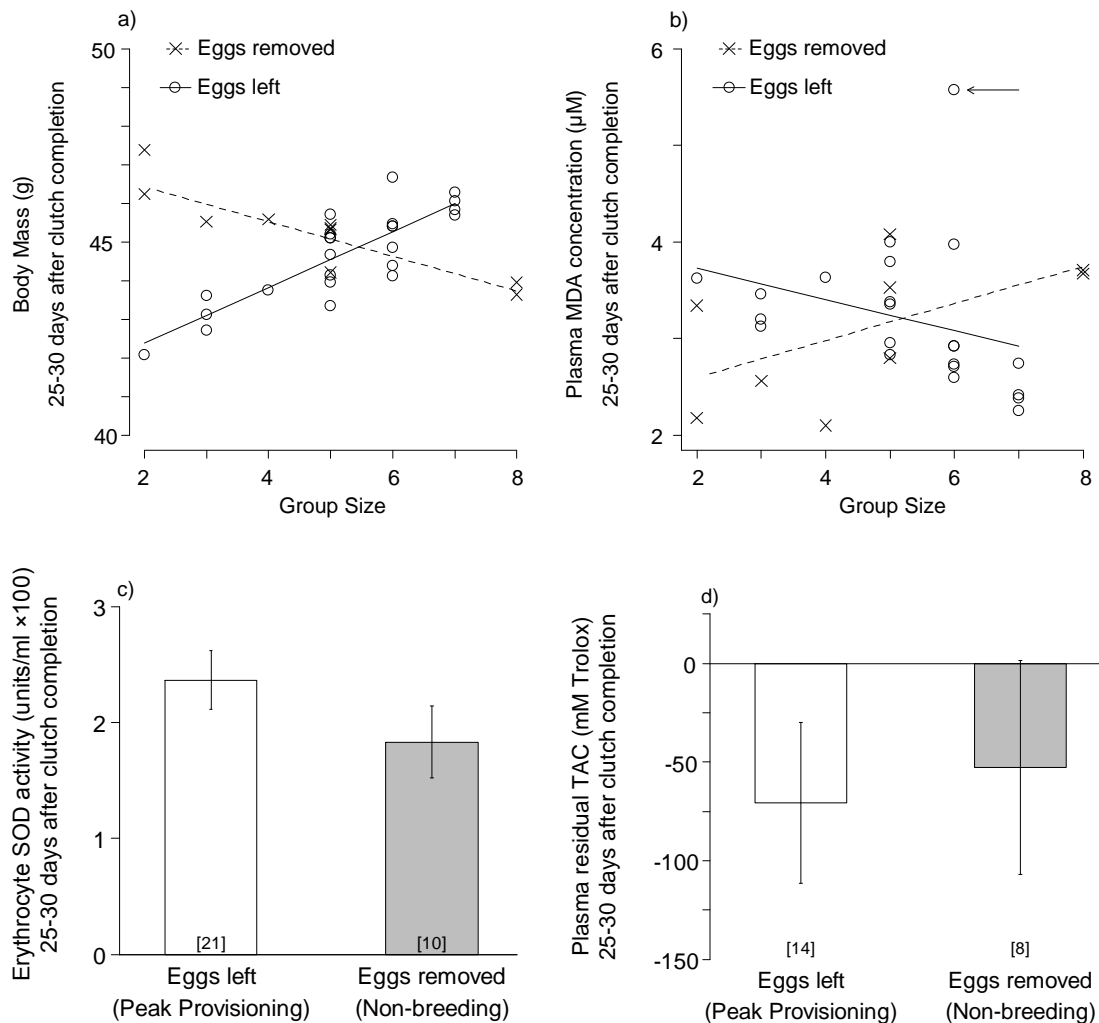 a)
50
Eggs removed
Eggs left
45
40
Body Mass (g)
25-30 days after clutch completion
2 4 6 8
Group Size
b)
6
Eggs removed
Eggs left
4
2
Plasma MDA concentration (µM)
25-30 days after clutch completion
2 4 6 8
Group Size
c)
3
2
1
0
Erythrocyte SOD activity (units/ml ×100)
25-30 days after clutch completion
[21] [10]
Eggs left Eggs removed
(Peak Provisioning) (Non-breeding)
d)
0
-50
-100
-150
Plasma residual TAC (mM Trolox)
25-30 days after clutch completion
[14] [8]
Eggs left Eggs removed
(Peak Provisioning) (Non-breeding)